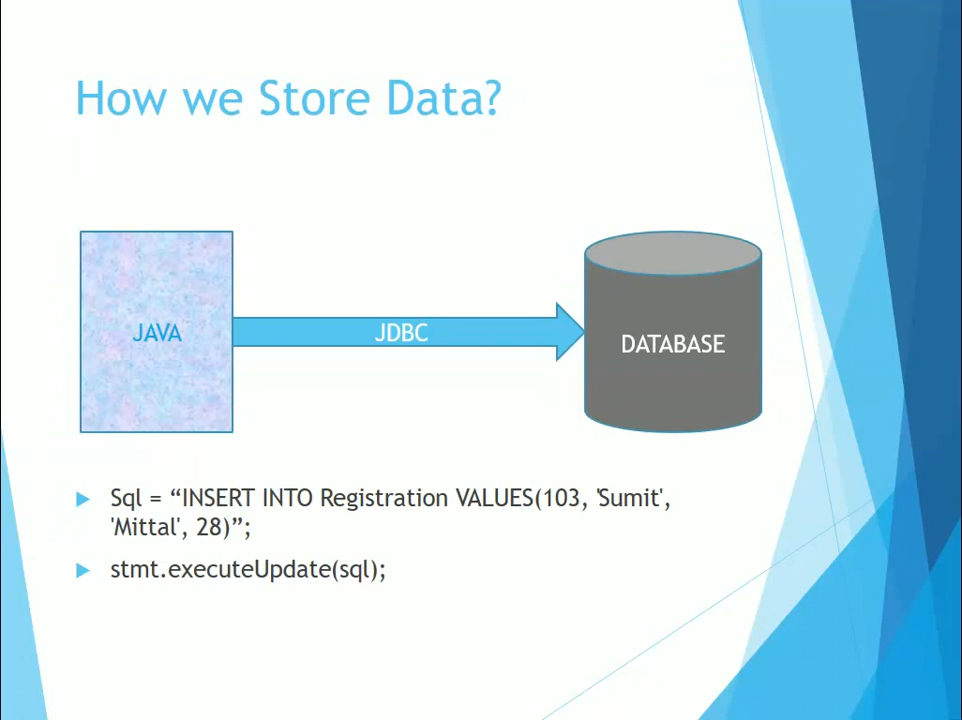 How we Store Data?
JAVA
JDBC
DATABASE
Sql = “INSERT INTO Registration VALUES(103, 'Sumit',
'Mittal', 28)”;
stmt.executeUpdate(sql);